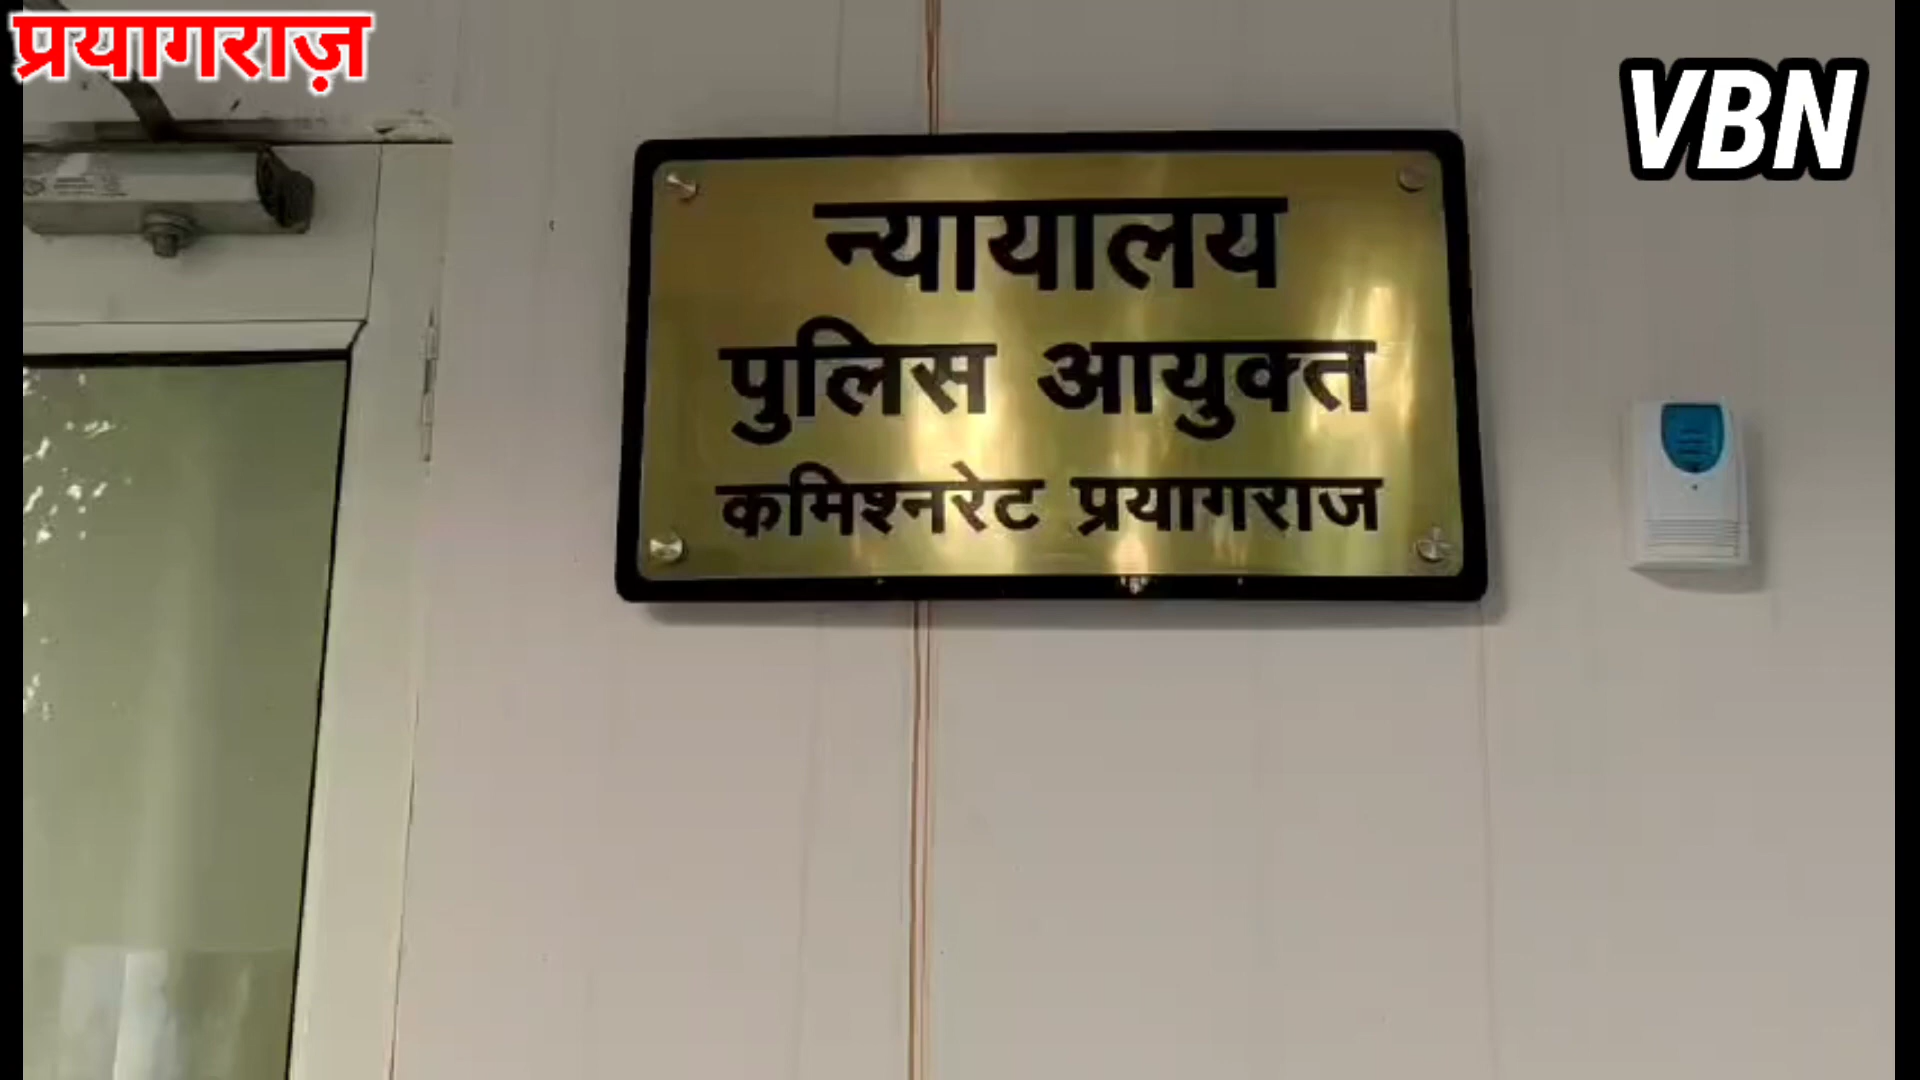 प्रयागराज़
VBN
न्यायालय
पुलिस आयुक्त
कमिश्नरेट प्रयागराज